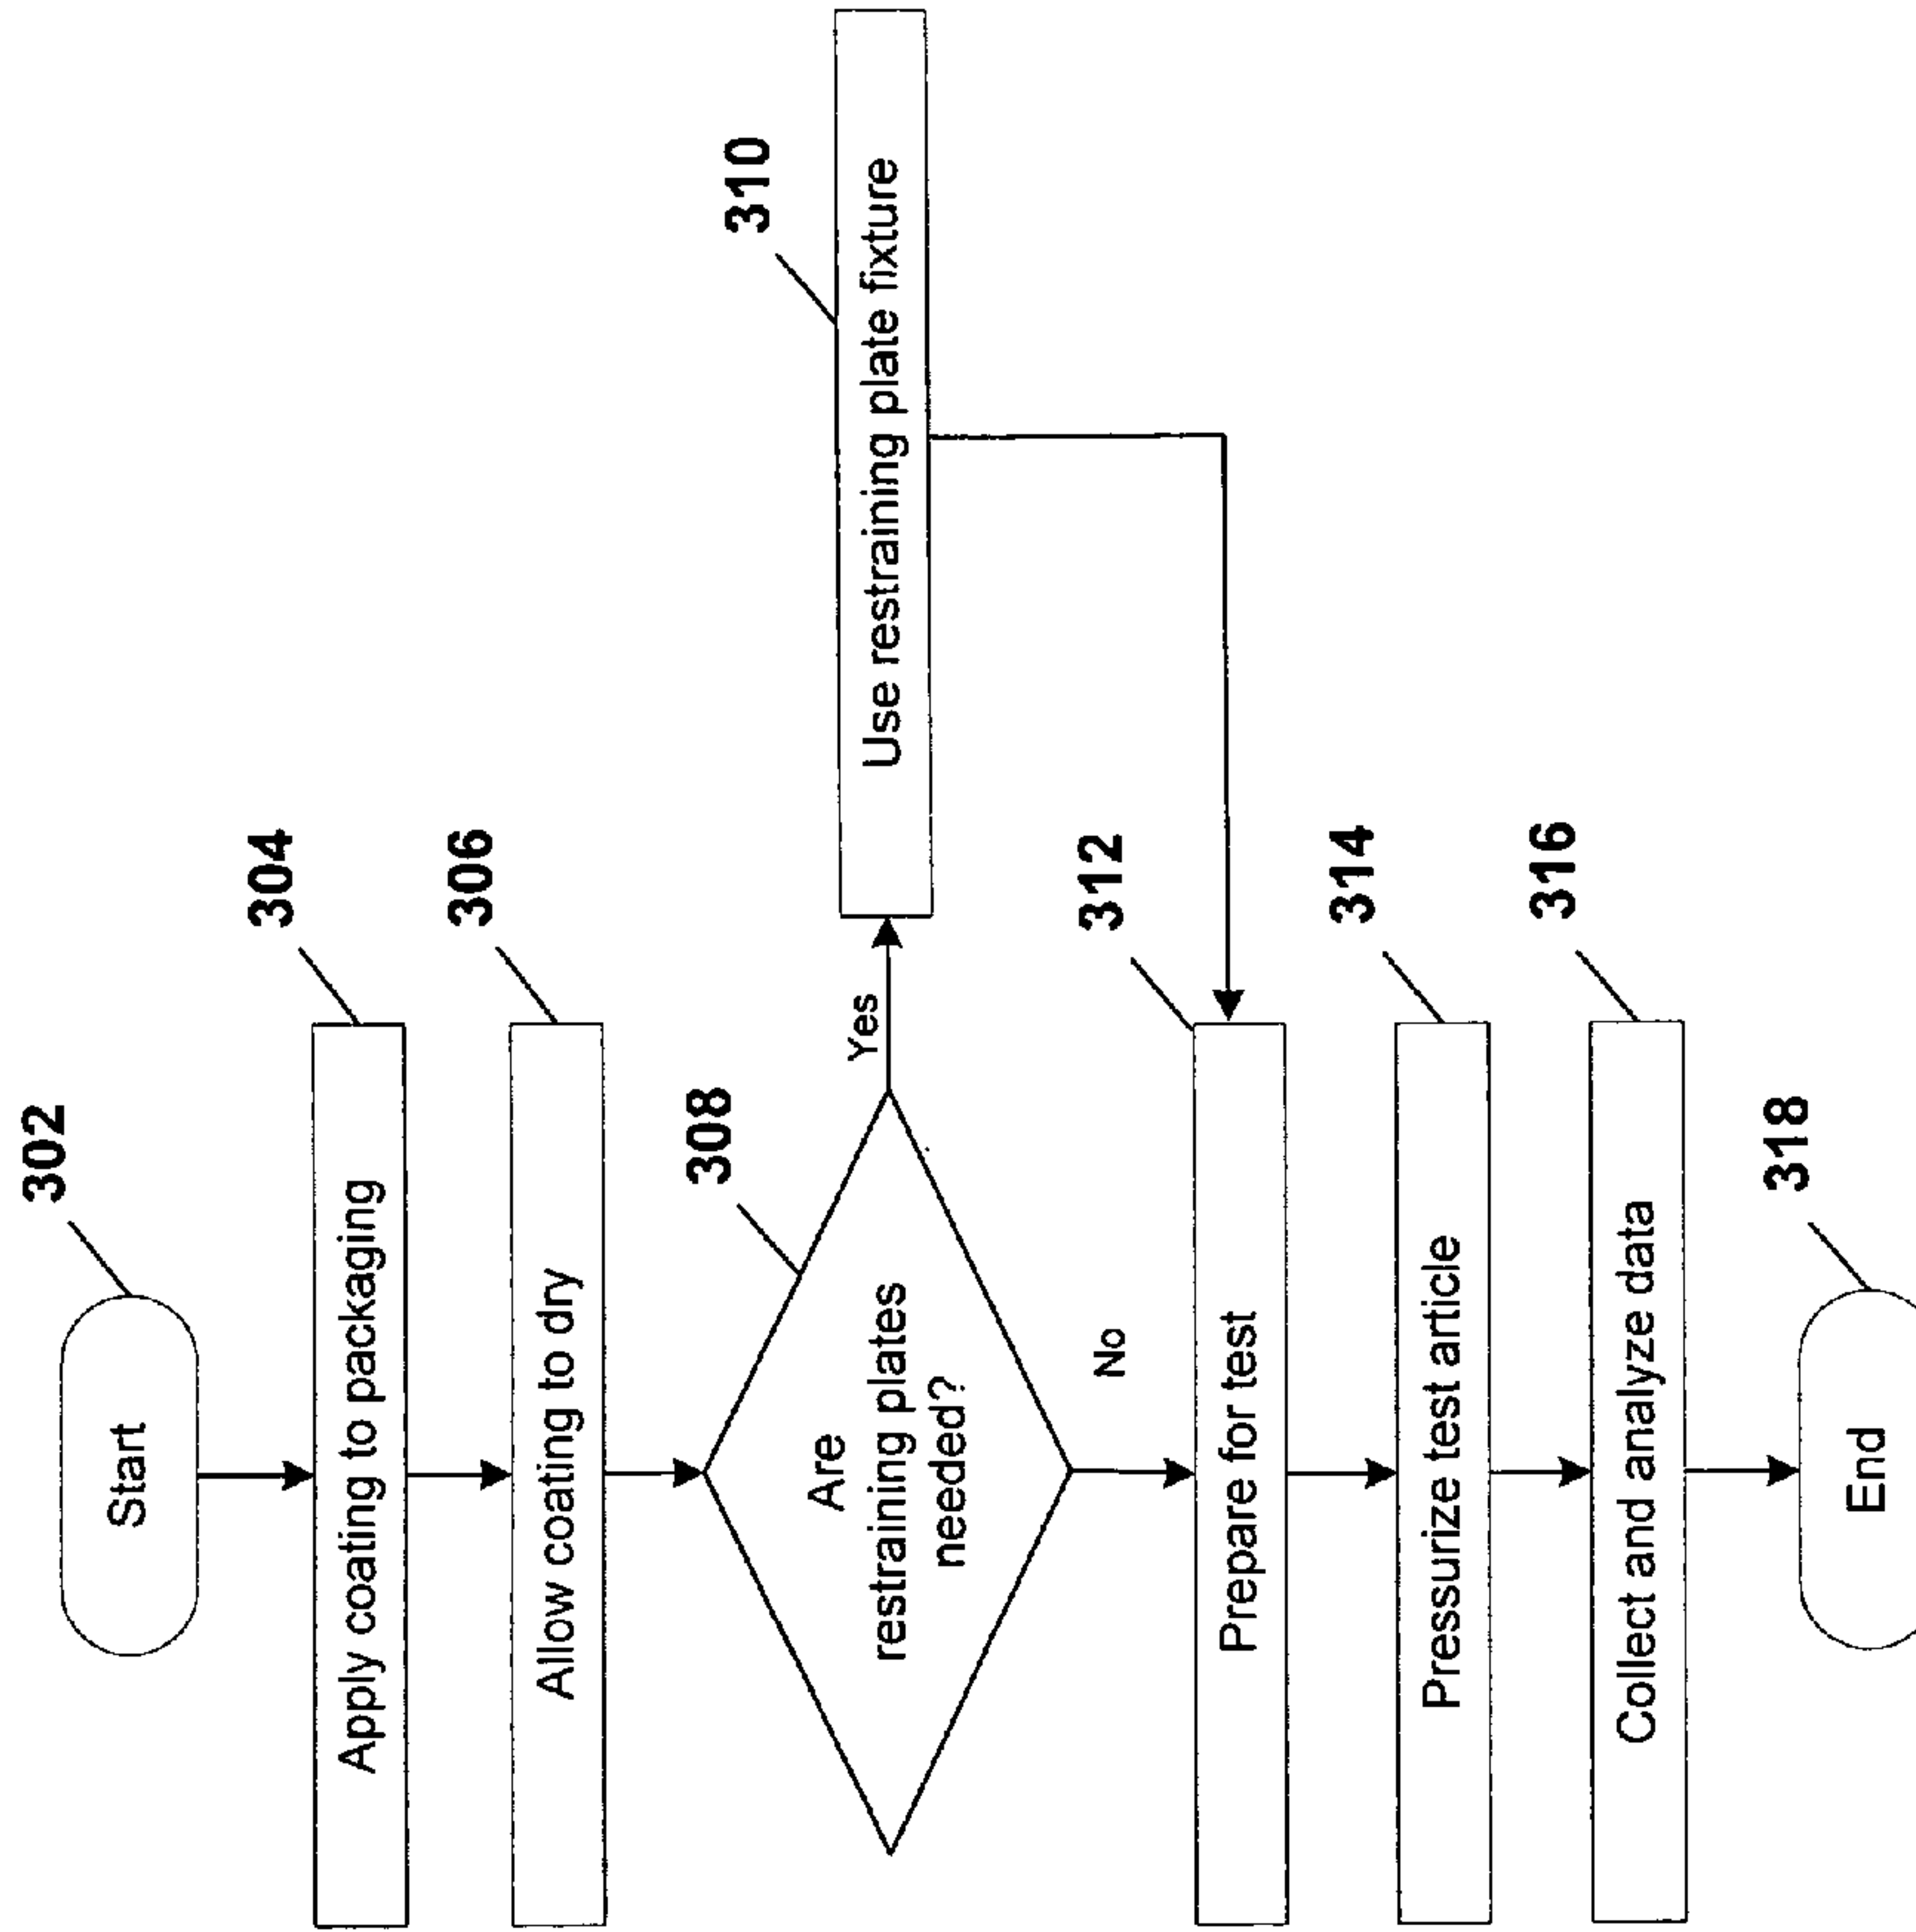 302
Start
304
Apply coating to packaging
306
Allow coating to dry
308
Are
restraining plates
needed?
Yes
310
Use restraining plate fixture
No
312
Prepare for test
314
Pressurize test article
316
Collect and analyze data
318
End